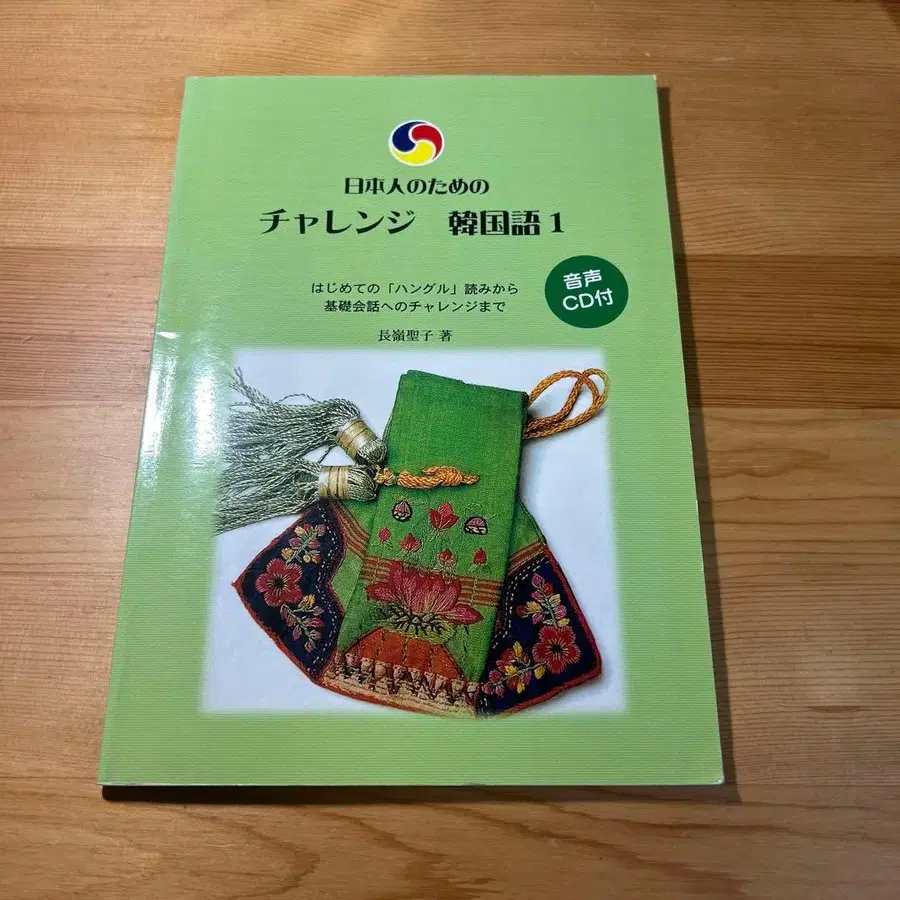 日本人のための
チャレンジ　韓国語1
はじめての「ハングル」読みから
基礎会話へのチャレンジまで
音声
CD付
長嶺聖子 著